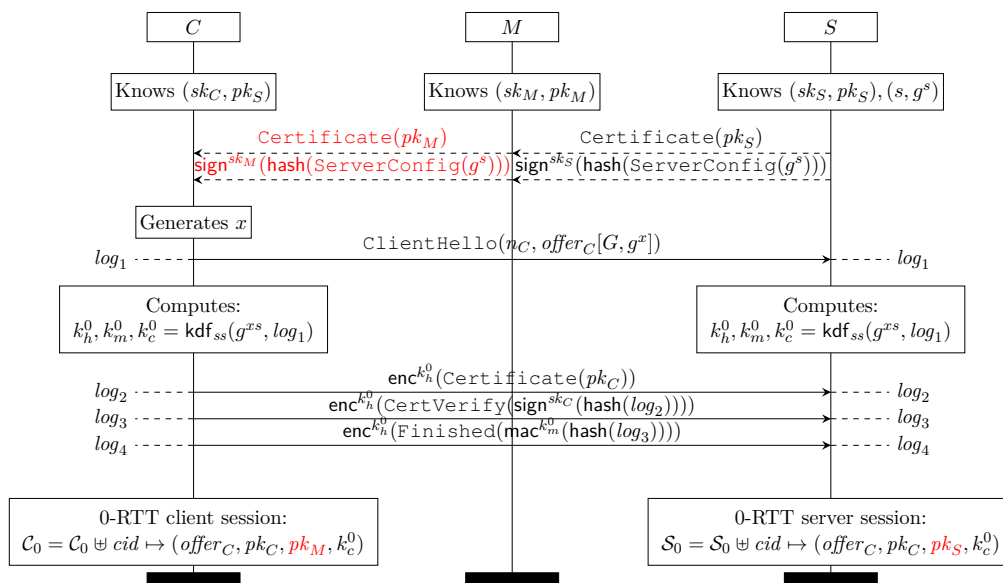 C M S
Knows (sk_C, pk_S) Knows (sk_M, pk_M) Knows (sk_S, pk_S), (s, g^s)
Certificate(pk_M) Certificate(pk_S)
sign^{sk_M}(hash(ServerConfig(g^s))) sign^{sk_S}(hash(ServerConfig(g^s)))
Generates x
ClientHello(n_C, offer_C[G, g^x])
log_1 log_1
Computes: Computes:
k_h^0, k_m^0, k_c^0 = kdf_{ss}(g^{xs}, log_1) k_h^0, k_m^0, k_c^0 = kdf_{ss}(g^{xs}, log_1)
enc^{k_h^0}(Certificate(pk_C))
log_2 log_2
enc^{k_h^0}(CertVerify(sign^{sk_C}(hash(log_2))))
log_3 log_3
enc^{k_h^0}(Finished(mac^{k_m^0}(hash(log_3))))
log_4 log_4
0-RTT client session: 0-RTT server session:
𝒞_0 = 𝒞_0 ⊎ cid ↦ (offer_C, pk_C, pk_M, k_c^0) 𝒮_0 = 𝒮_0 ⊎ cid ↦ (offer_C, pk_C, pk_S, k_c^0)